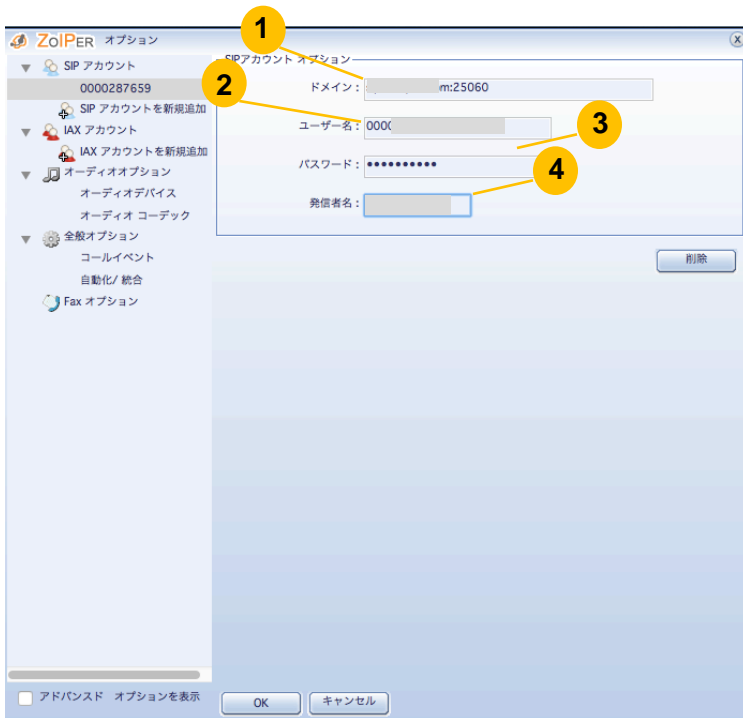 1
ZoIPER オプション
SIP アカウント
0000287659
SIP アカウントを新規追加
IAX アカウント
IAX アカウントを新規追加
オーディオオプション
オーディオデバイス
オーディオ コーデック
全般オプション
コールイベント
自動化/ 統合
Fax オプション
SIPアカウント オプション
ドメイン : m:25060
2
ユーザー名 : 000
3
パスワード : ••••••••••
4
発信者名 :
削除
アドバンスド オプションを表示
OK
キャンセル